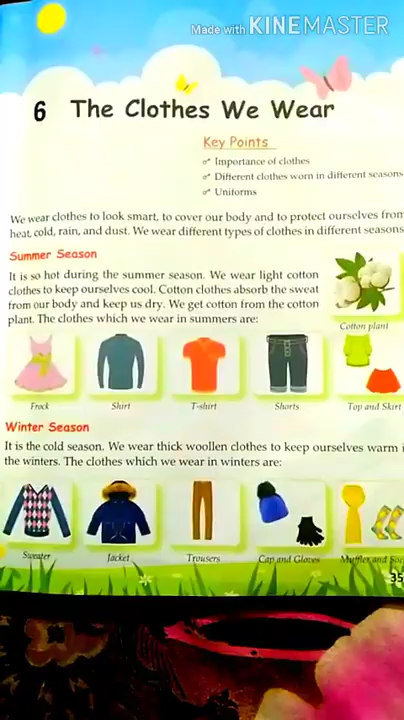 Made with KINEMASTER
6 The Clothes We Wear
Key Points
Importance of clothes
Different clothes worn in different seasons
Uniforms
We wear clothes to look smart, to cover our body and to protect ourselves from
heat, cold, rain, and dust. We wear different types of clothes in different seasons
Summer Season
It is so hot during the summer season. We wear light cotton
clothes to keep ourselves cool. Cotton clothes absorb the sweat
from our body and keep us dry. We get cotton from the cotton
plant. The clothes which we wear in summers are:
Cotton plant
Frock Shirt T-shirt Shorts Top and Skirt
Winter Season
It is the cold season. We wear thick woollen clothes to keep ourselves warm i
the winters. The clothes which we wear in winters are:
Sweater Jacket Trousers Cap and Gloves Muffler and Soc
35